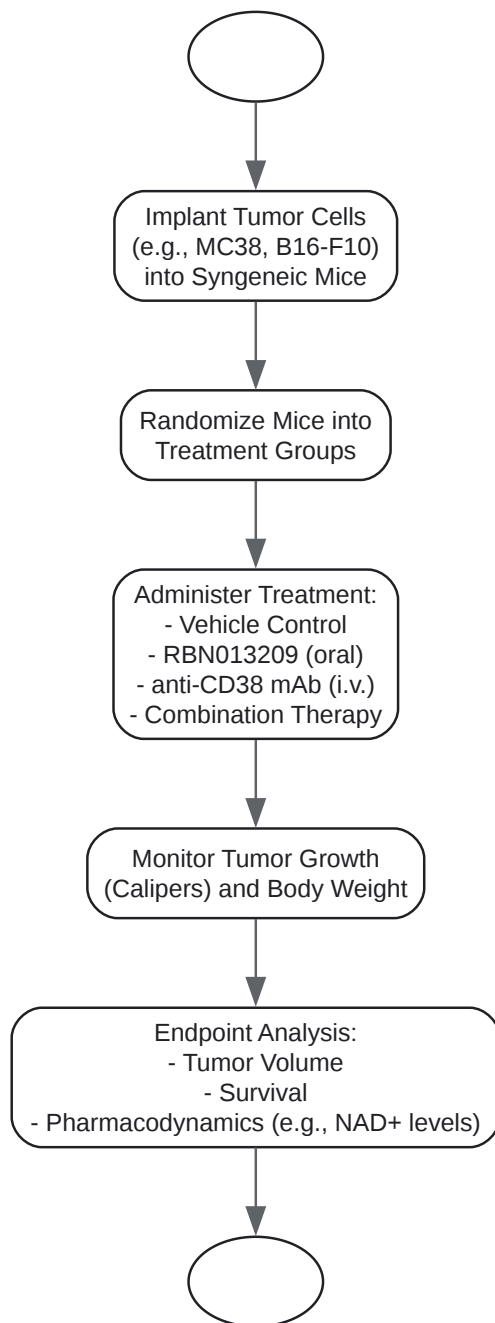 Implant Tumor Cells
(e.g., MC38, B16-F10)
into Syngeneic Mice
Randomize Mice into
Treatment Groups
Administer Treatment:
- Vehicle Control
- RBN013209 (oral)
- anti-CD38 mAb (i.v.)
- Combination Therapy
Monitor Tumor Growth
(Calipers) and Body Weight
Endpoint Analysis:
- Tumor Volume
- Survival
- Pharmacodynamics (e.g., NAD+ levels)